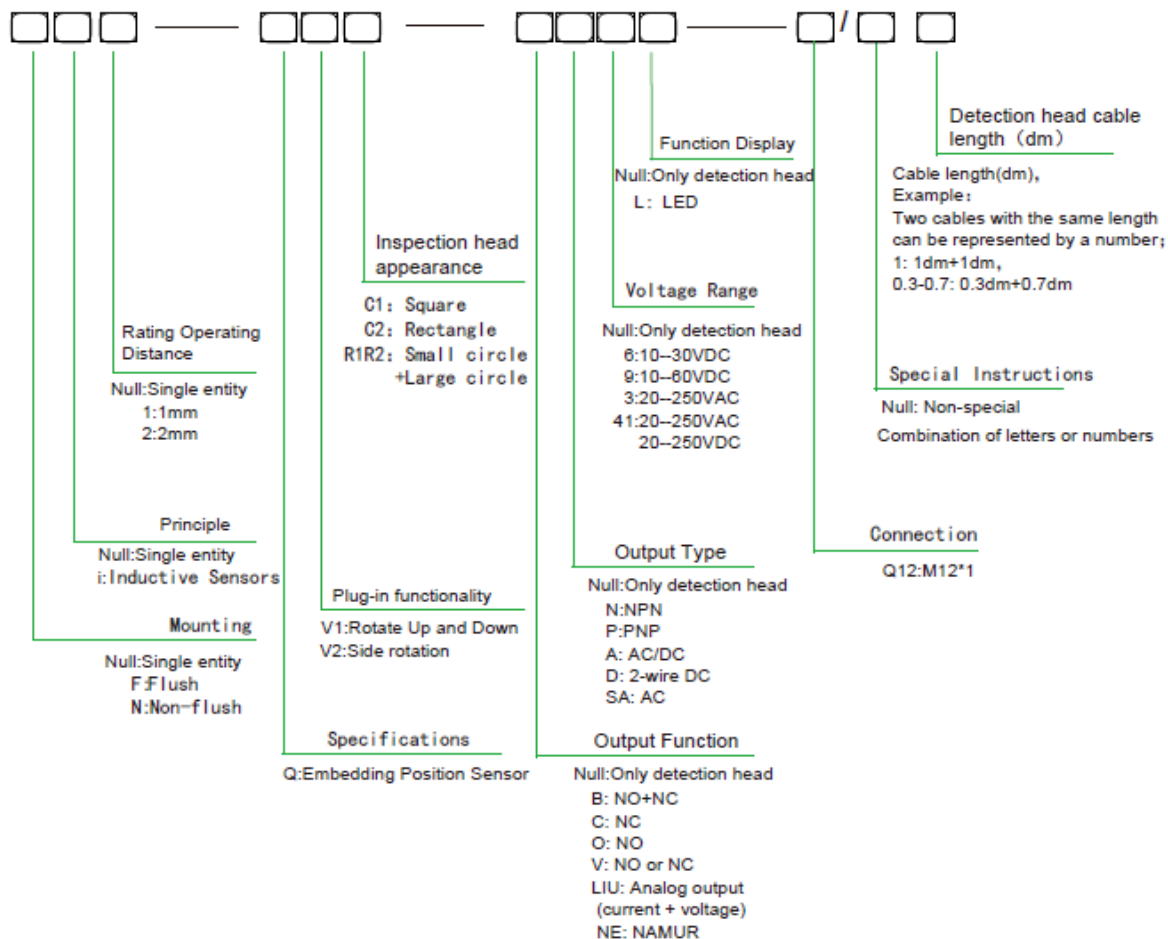 /
Detection head cable
length（dm）
Cable length(dm),
Example:
Two cables with the same length
can be represented by a number;
1: 1dm+1dm,
0.3-0.7: 0.3dm+0.7dm
Function Display
Null:Only detection head
L: LED
Inspection head
appearance
C1: Square
C2: Rectangle
R1R2: Small circle
+Large circle
Voltage Range
Null:Only detection head
6:10--30VDC
9:10--60VDC
3:20--250VAC
41:20--250VAC
20--250VDC
Rating Operating
Distance
Null:Single entity
1:1mm
2:2mm
Special Instructions
Null: Non-special
Combination of letters or numbers
Principle
Null:Single entity
i:Inductive Sensors
Connection
Q12:M12*1
Output Type
Null:Only detection head
N:NPN
P:PNP
A: AC/DC
D: 2-wire DC
SA: AC
Plug-in functionality
V1:Rotate Up and Down
V2:Side rotation
Mounting
Null:Single entity
F:Flush
N:Non-flush
Specifications
Q:Embedding Position Sensor
Output Function
Null:Only detection head
B: NO+NC
C: NC
O: NO
V: NO or NC
LIU: Analog output
(current + voltage)
NE: NAMUR